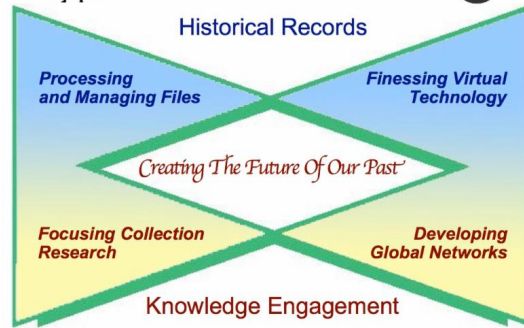 Historical Records
Processing
and Managing Files
Finessing Virtual
Technology
Creating The Future Of Our Past
Focusing Collection
Research
Developing
Global Networks
Knowledge Engagement